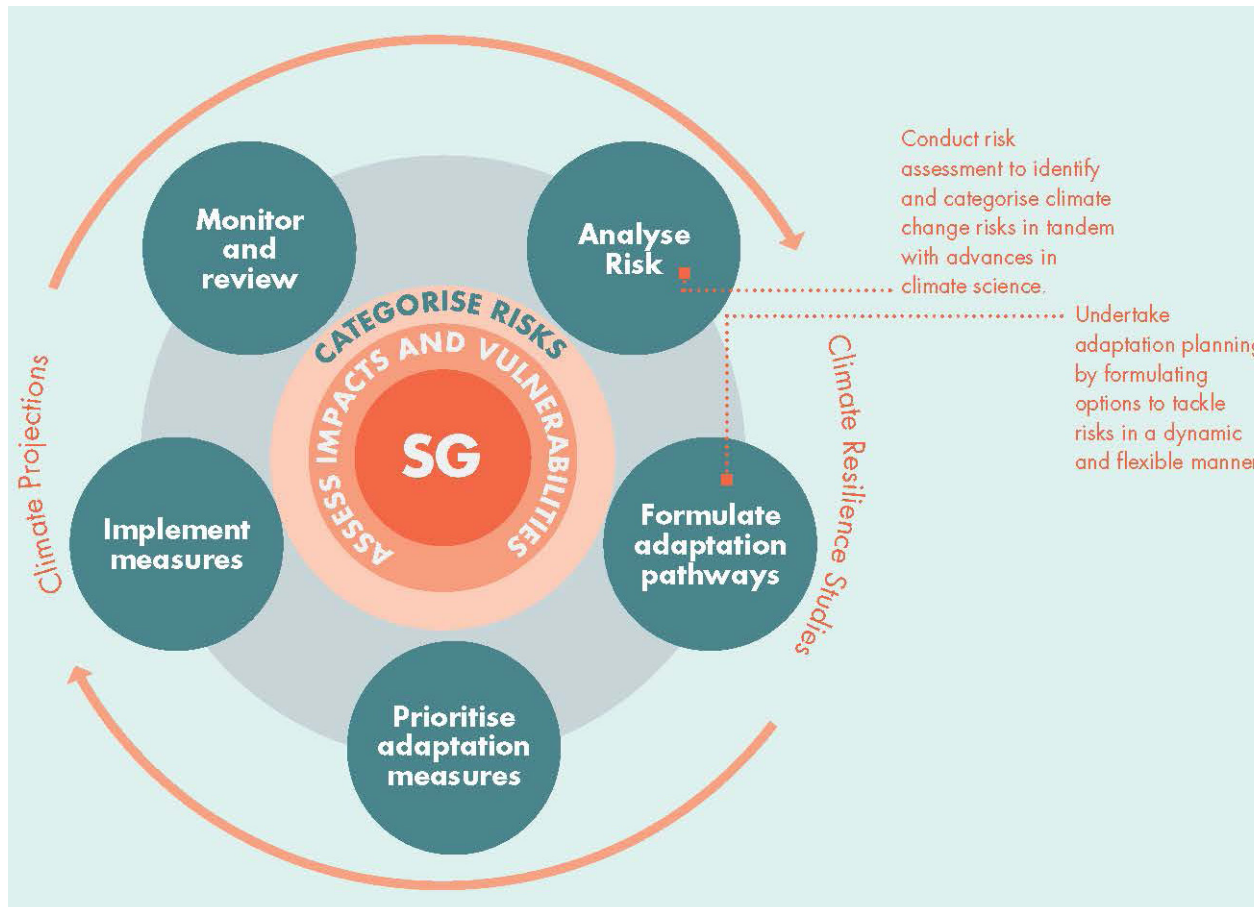 Monitor
and
review
Analyse
Risk
Conduct risk
assessment to identify
and categorise climate
change risks in tandem
with advances in
climate science.
Undertake
adaptation planning
by formulating
options to tackle
risks in a dynamic
and flexible manner
CATEGORISE RISKS
ASSESS IMPACTS AND VULNERABILITIES
SG
Climate Projections
Climate Resilience Studies
Implement
measures
Formulate
adaptation
pathways
Prioritise
adaptation
measures